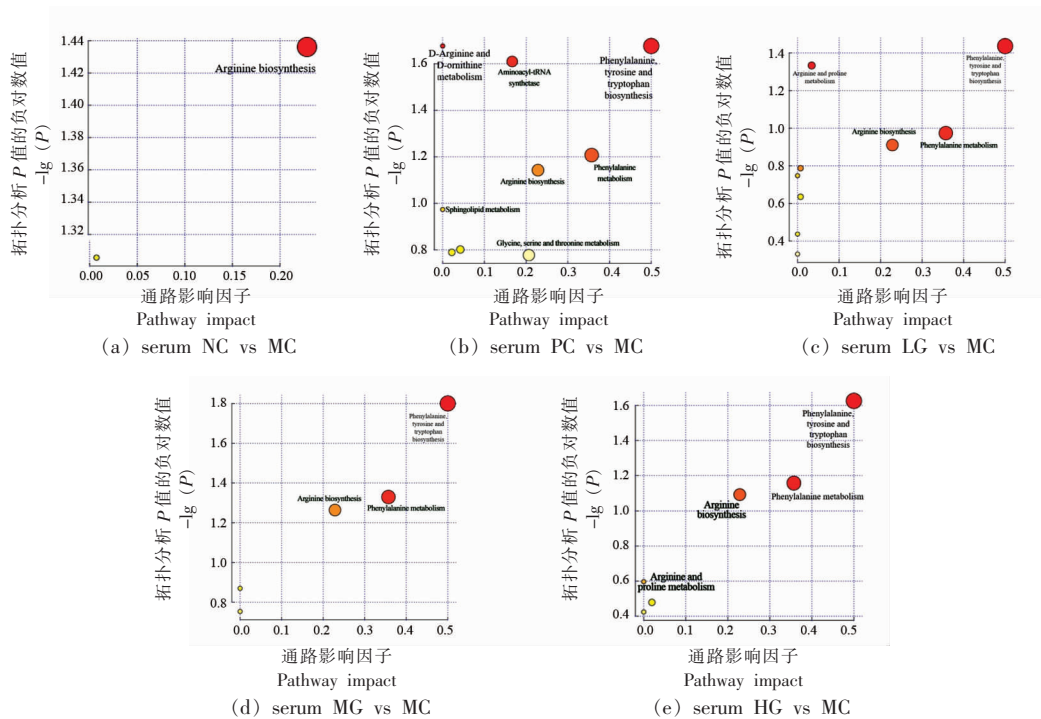 拓扑分析 P 值的负对数值
-lg (P)
1.44
1.42
1.40
1.38
1.36
1.34
1.32
Arginine biosynthesis
0.00 0.05 0.10 0.15 0.20
通路影响因子
Pathway impact
(a) serum NC vs MC
拓扑分析 P 值的负对数值
-lg (P)
1.6
1.4
1.2
1.0
0.8
D-Arginine and
D-ornithine
metabolism
Aminoacyl-tRNA
synthetase
Phenylalanine,
tyrosine and
tryptophan
biosynthesis
Arginine biosynthesis
Phenylalanine
metabolism
Sphingolipid metabolism
Glycine, serine and threonine metabolism
0.0 0.1 0.2 0.3 0.4 0.5
通路影响因子
Pathway impact
(b) serum PC vs MC
拓扑分析 P 值的负对数值
-lg (P)
1.4
1.2
1.0
0.8
0.6
0.4
Arginine and proline
metabolism
Phenylalanine,
tyrosine and
tryptophan
biosynthesis
Arginine biosynthesis
Phenylalanine metabolism
0.0 0.1 0.2 0.3 0.4 0.5
通路影响因子
Pathway impact
(c) serum LG vs MC
拓扑分析 P 值的负对数值
-lg (P)
1.8
1.6
1.4
1.2
1.0
0.8
Phenylalanine,
tyrosine and
tryptophan
biosynthesis
Arginine biosynthesis
Phenylalanine metabolism
0.0 0.1 0.2 0.3 0.4 0.5
通路影响因子
Pathway impact
(d) serum MG vs MC
拓扑分析 P 值的负对数值
-lg (P)
1.6
1.4
1.2
1.0
0.8
0.6
0.4
Phenylalanine,
tyrosine and
tryptophan
biosynthesis
Arginine
biosynthesis
Phenylalanine metabolism
Arginine and
proline metabolism
0.0 0.1 0.2 0.3 0.4 0.5
通路影响因子
Pathway impact
(e) serum HG vs MC